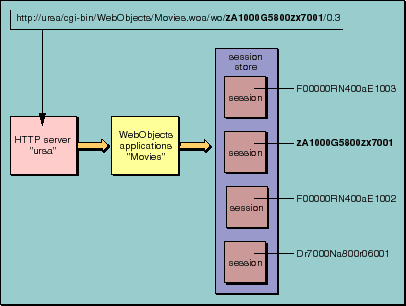 http://ursa/cgi-bin/WebObjects/Movies.woa/wo/zA1000G5800zx7001/0.3
session
store
session
F00000RN400aE1003
HTTP server
"ursa"
WebObjects
applications
"Movies"
session
zA1000G5800zx7001
session
F00000RN400aE1002
session
Dr7000Na800r06001